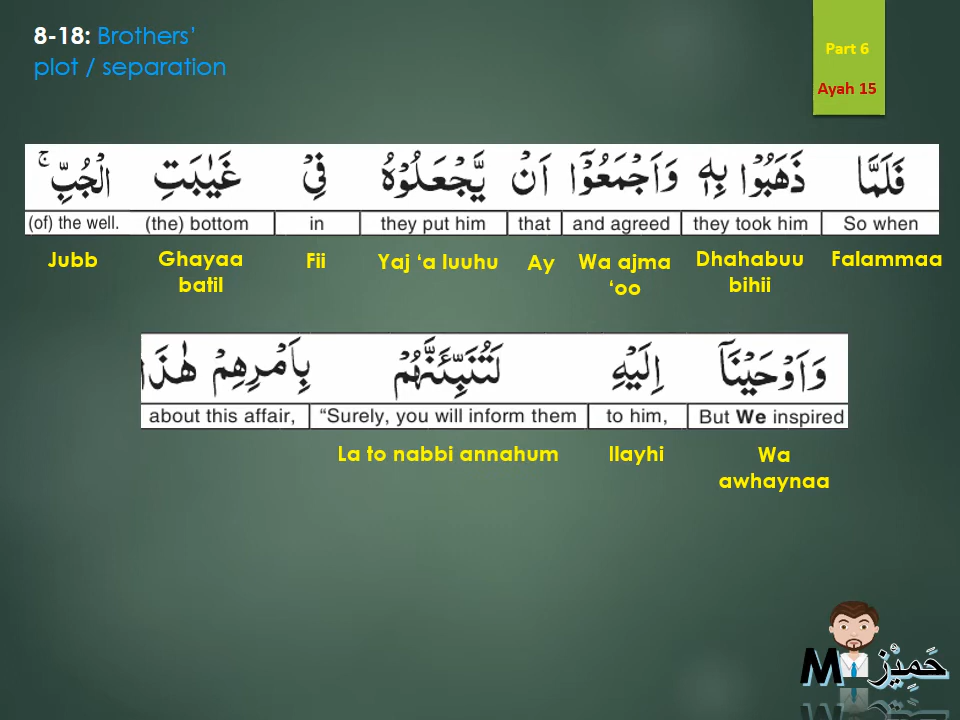 8-18: Brothers’
plot / separation
Part 6
Ayah 15
فَلَمَّا ذَهَبُوْا بِهٖ وَاَجْمَعُوْٓا اَنْ يَّجْعَلُوْهُ فِيْ غَيٰبَتِ الْجُبِّ ۚ
(of) the well. (the) bottom in they put him that and agreed they took him So when
Jubb Ghayaa batil Fii Yaj ‘a luuhu Ay Wa ajma ‘oo Dhahabuu bihii Falammaa
وَاَوْحَيْنَآ اِلَيْهِ لَتُنَبِّئَنَّهُمْ بِاَمْرِهِمْ هٰذَا
about this affair, “Surely, you will inform them to him, But We inspired
La to nabbi annahum Ilayhi Wa awhaynaa
M حَمِيْز